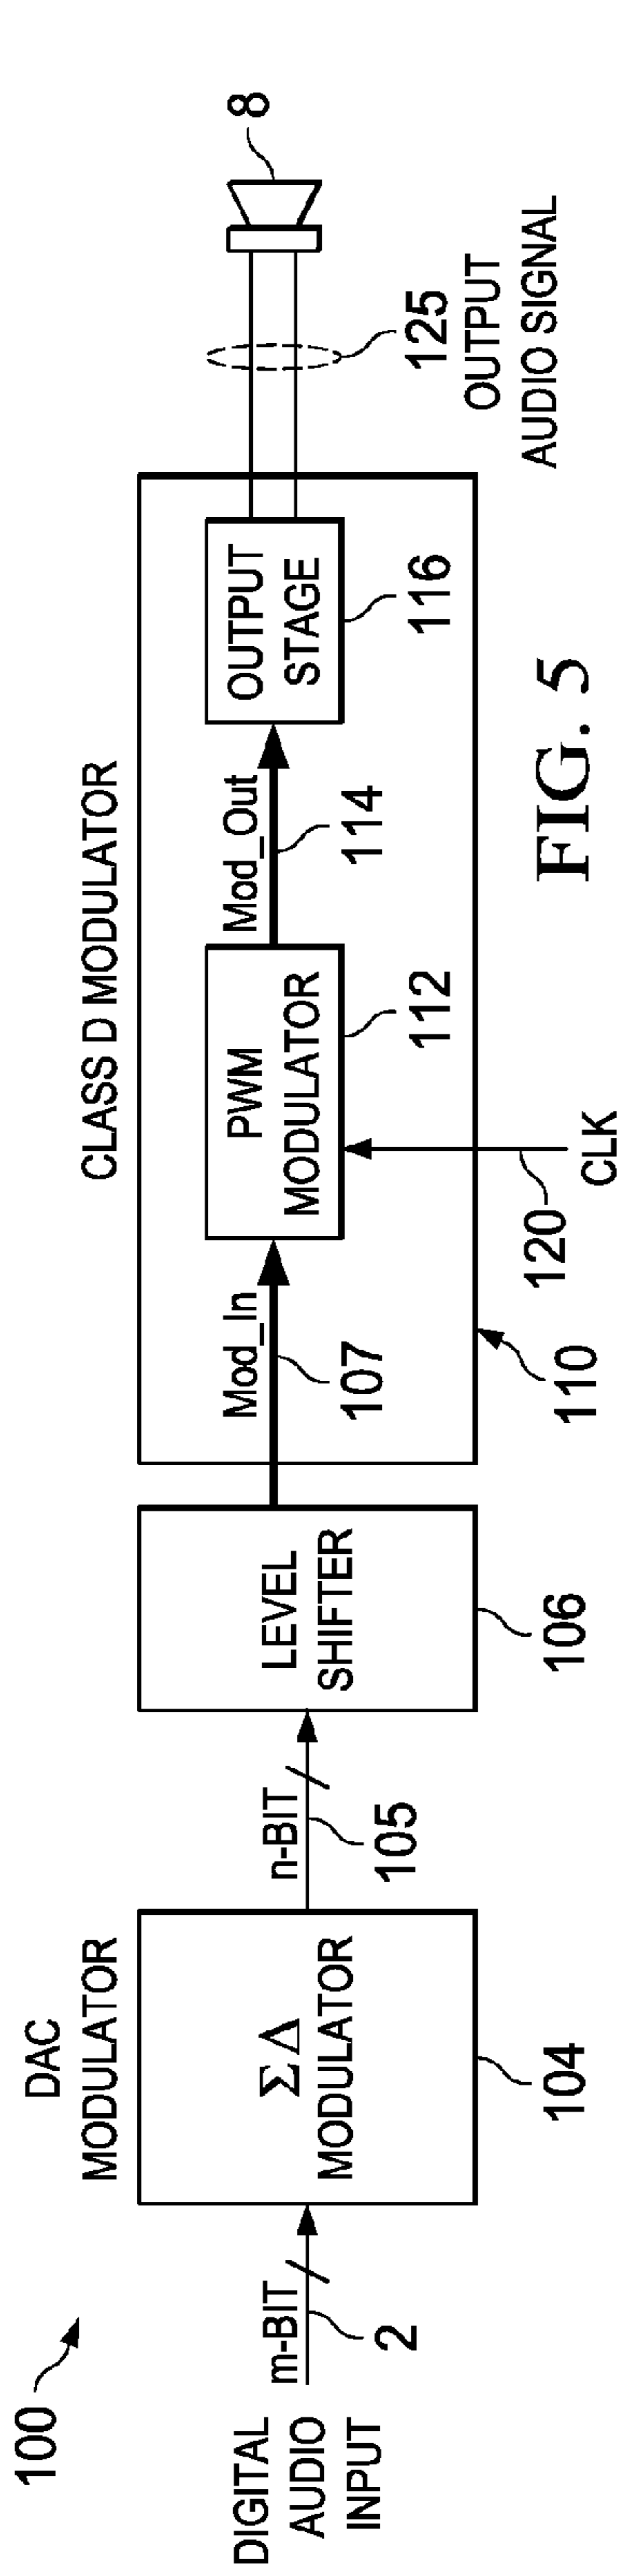 100
DIGITAL
AUDIO
INPUT
m-BIT
2
DAC
MODULATOR
ΣΔ
MODULATOR
104
n-BIT
105
LEVEL
SHIFTER
106
CLASS D MODULATOR
Mod_In
107
110
PWM
MODULATOR
112
120
CLK
Mod_Out
114
OUTPUT
STAGE
116
125
OUTPUT
AUDIO SIGNAL
8
FIG. 5